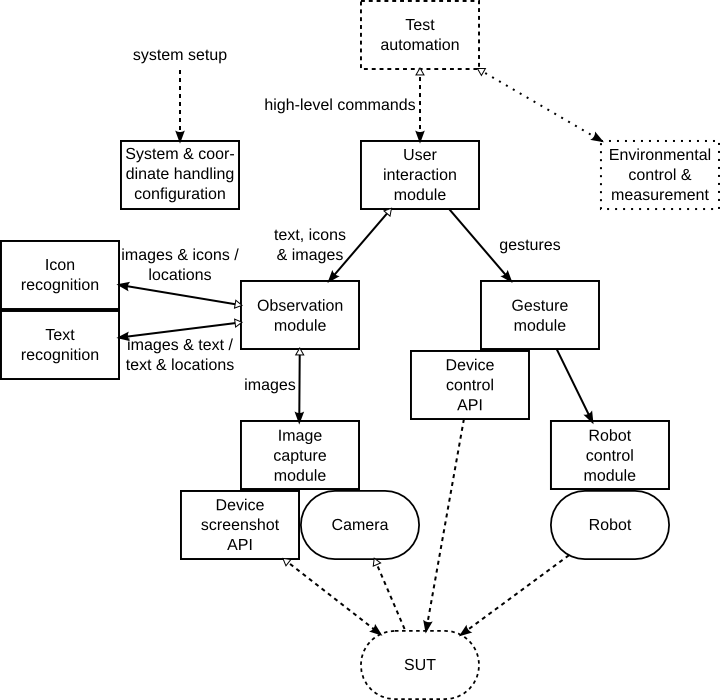 Test
automation
system setup
high-level commands
System & coor-
dinate handling
configuration
User
interaction
module
Environmental
control &
measurement
text, icons
& images
gestures
images & icons /
locations
Icon
recognition
Observation
module
Gesture
module
Text
recognition
images & text /
text & locations
Device
control
API
images
Image
capture
module
Robot
control
module
Device
screenshot
API
Camera
Robot
SUT